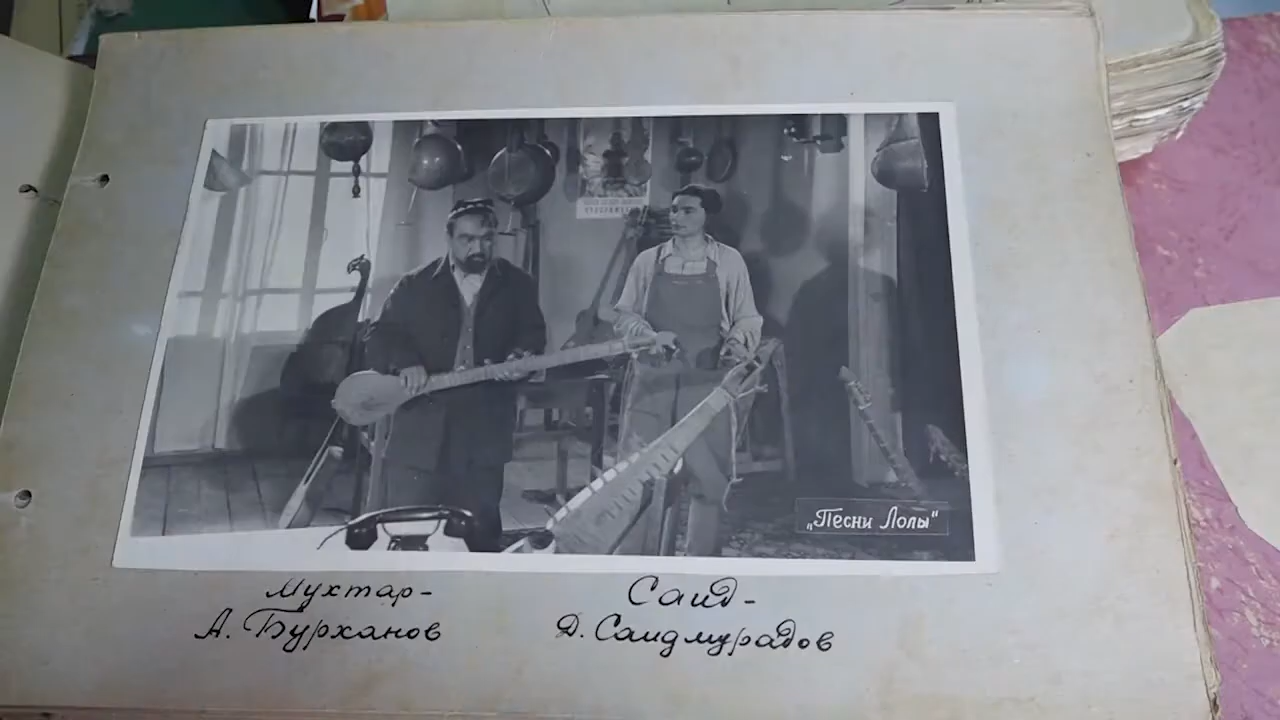 „Песни Лолы"
Мухтар-
А. Бурханов
Саид-
Д. Саидмурадов